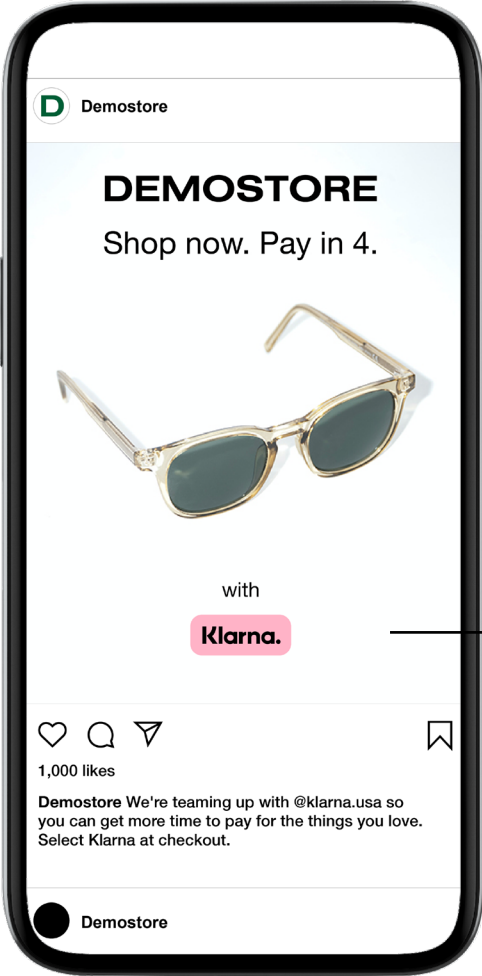 D
Demostore
DEMOSTORE
Shop now. Pay in 4.
with
Klarna.
1,000 likes
Demostore We're teaming up with @klarna.usa so
you can get more time to pay for the things you love.
Select Klarna at checkout.
Demostore